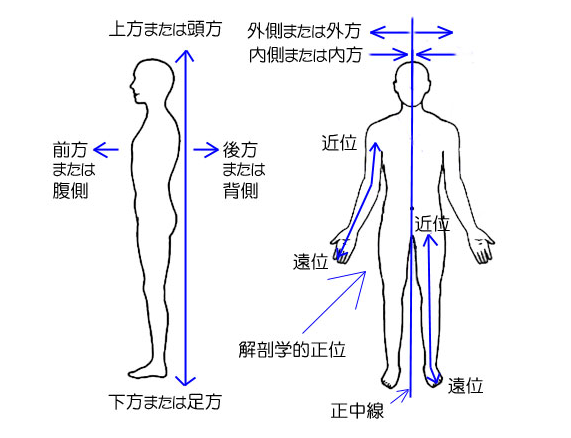 上方または頭方
前方
または
腹側
後方
または
背側
下方または足方
外側または外方
内側または内方
近位
近位
遠位
解剖学的正位
遠位
正中線